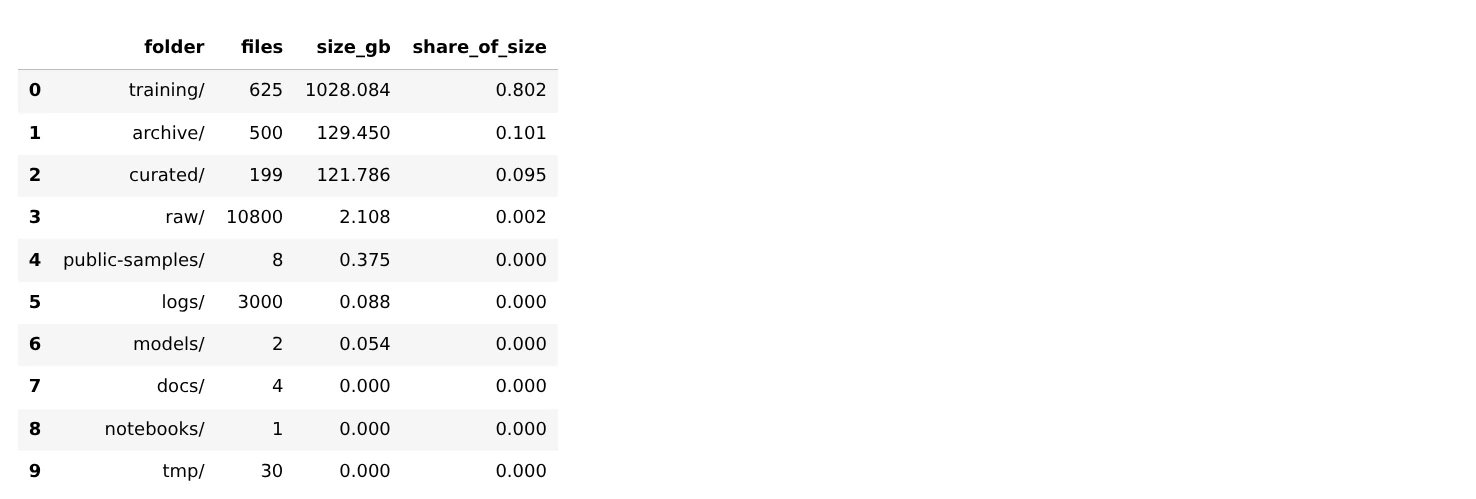 folder files size_gb share_of_size
0 training/ 625 1028.084 0.802
1 archive/ 500 129.450 0.101
2 curated/ 199 121.786 0.095
3 raw/ 10800 2.108 0.002
4 public-samples/ 8 0.375 0.000
5 logs/ 3000 0.088 0.000
6 models/ 2 0.054 0.000
7 docs/ 4 0.000 0.000
8 notebooks/ 1 0.000 0.000
9 tmp/ 30 0.000 0.000